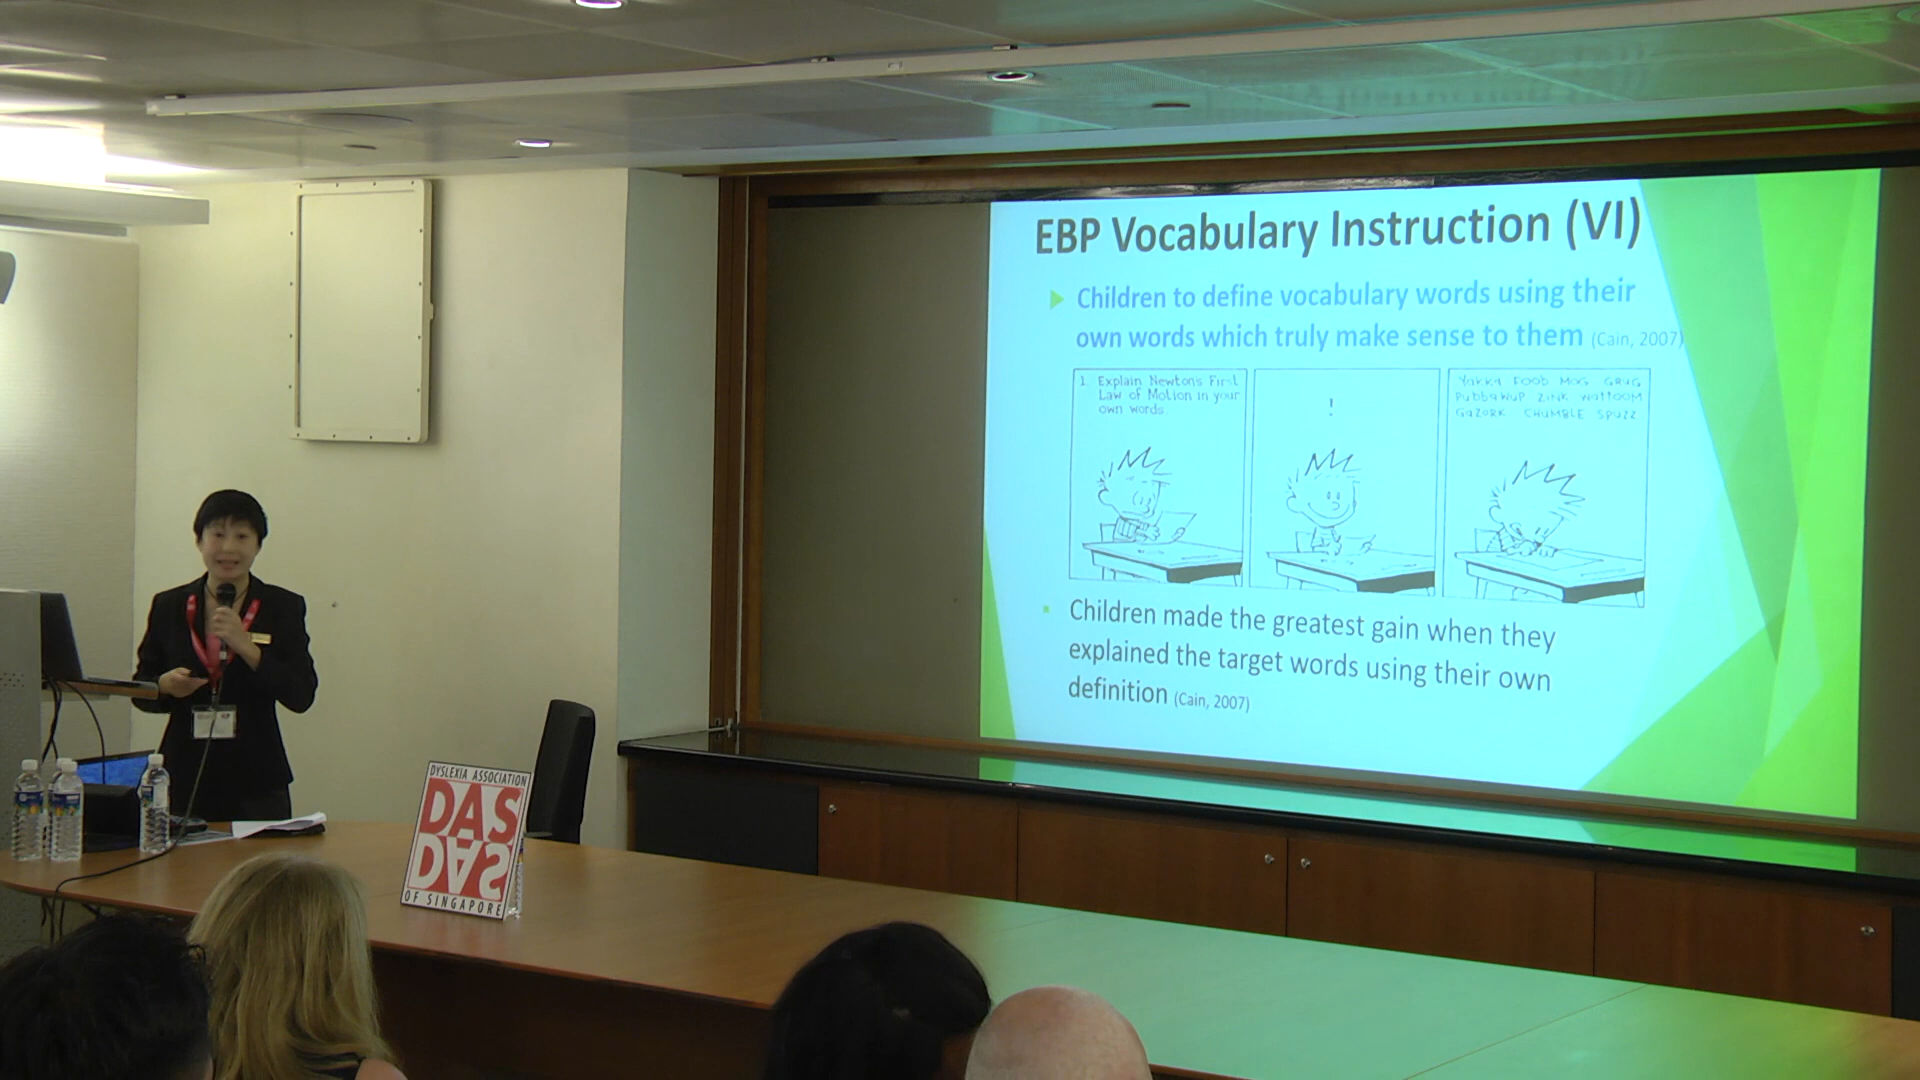 EBP Vocabulary Instruction (VI)
Children to define vocabulary words using their
own words which truly make sense to them (Cain, 2007)
1. Explain Newton's First
Law of Motion in your
own words
!
Yakka Foob Mog. Grug
Pubbawup Zink Wattoom
Gazork Chumble Spuzz
Children made the greatest gain when they
explained the target words using their own
definition (Cain, 2007)
DYSLEXIA ASSOCIATION
DAS
DAS
OF SINGAPORE